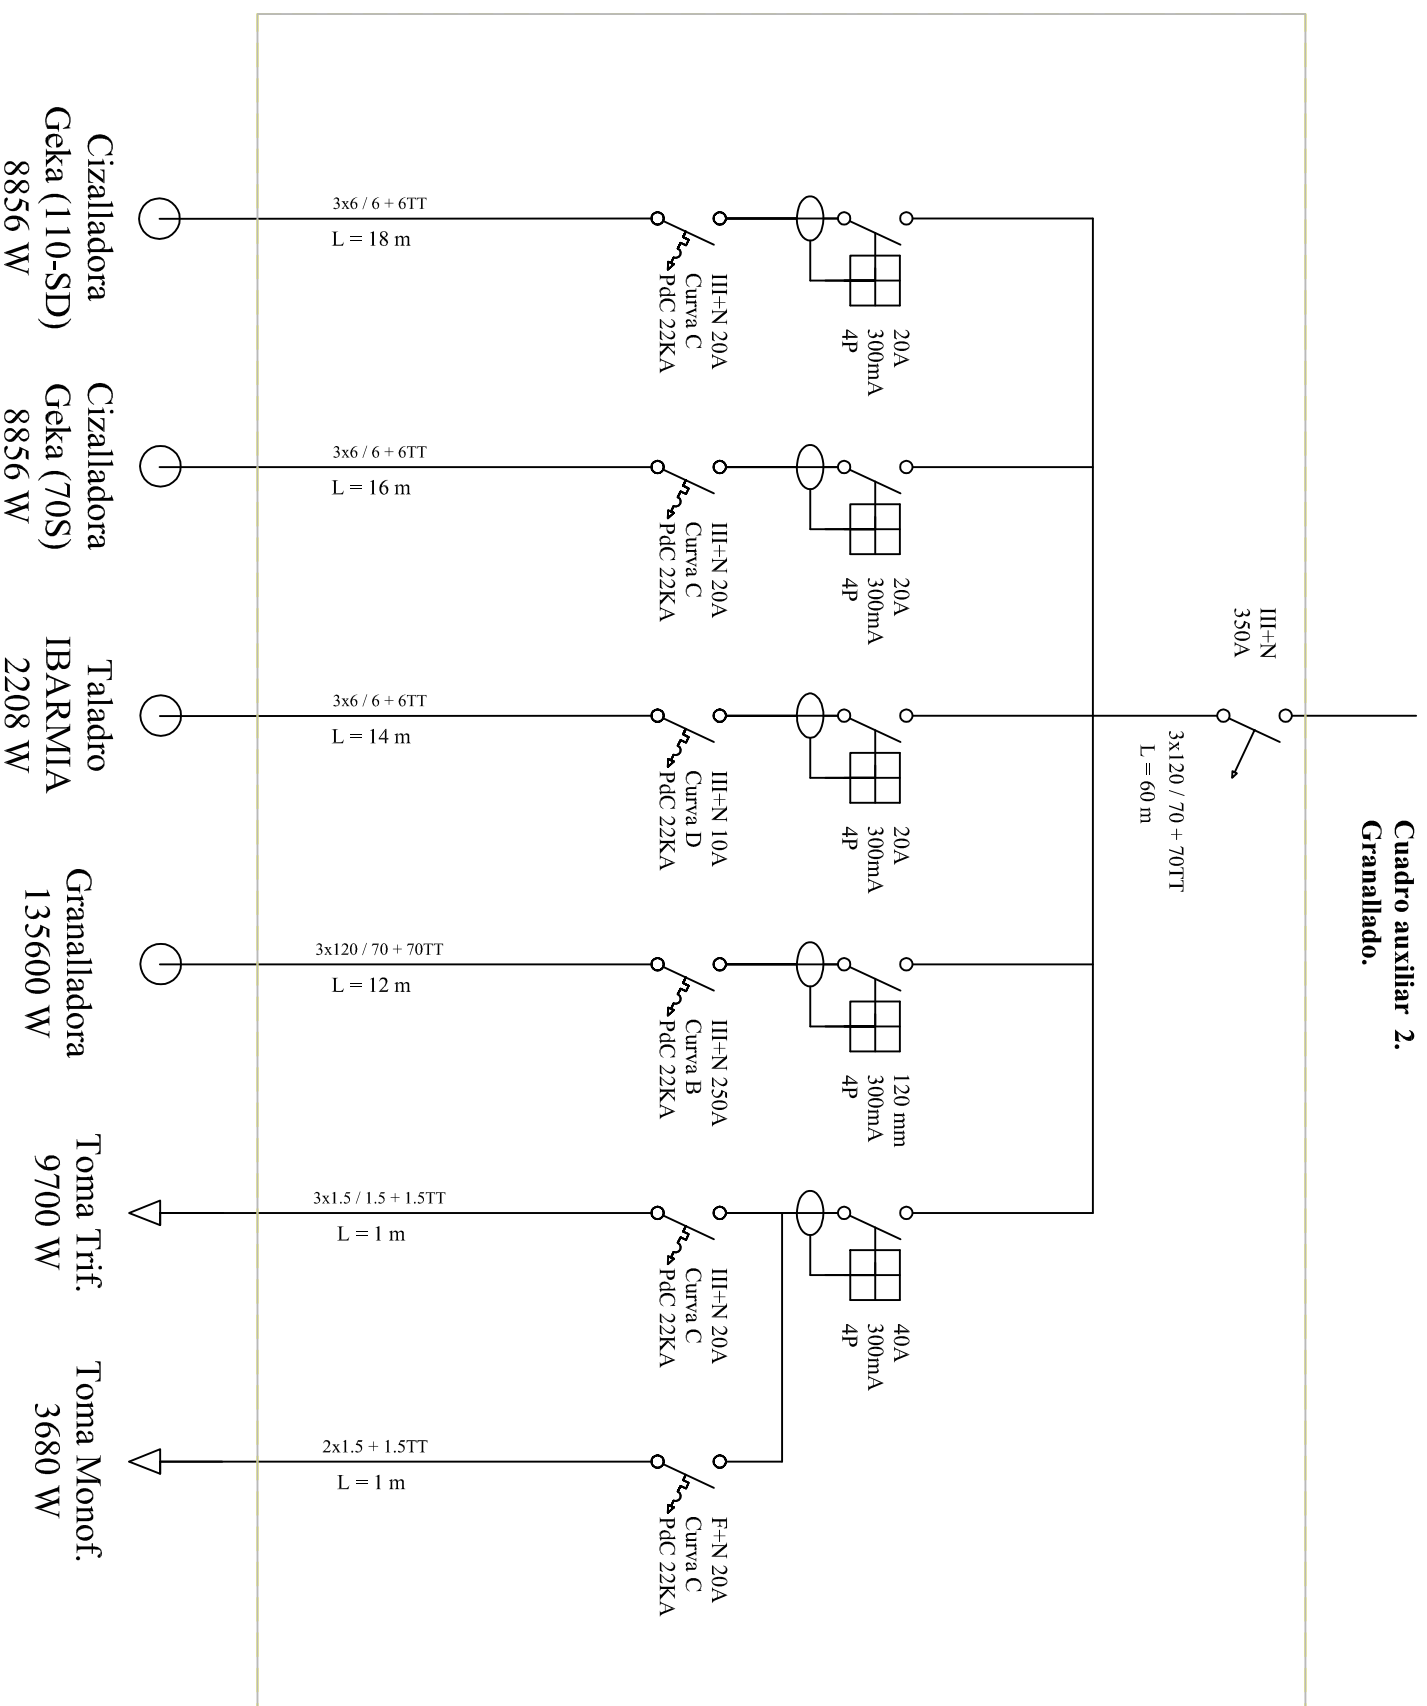 Cuadro auxiliar 2.
Granallado.
III+N
350A
3x120 / 70 + 70TT
L = 60 m
20A
300mA
4P
III+N 20A
Curva C
PdC 22KA
3x6 / 6 + 6TT
L = 18 m
Cizalladora
Geka (110-SD)
8856 W
20A
300mA
4P
III+N 20A
Curva C
PdC 22KA
3x6 / 6 + 6TT
L = 16 m
Cizalladora
Geka (70S)
8856 W
20A
300mA
4P
III+N 10A
Curva D
PdC 22KA
3x6 / 6 + 6TT
L = 14 m
Taladro
IBARMIA
2208 W
120 mm
300mA
4P
III+N 250A
Curva B
PdC 22KA
3x120 / 70 + 70TT
L = 12 m
Granalladora
135600 W
40A
300mA
4P
III+N 20A
Curva C
PdC 22KA
3x1.5 / 1.5 + 1.5TT
L = 1 m
Toma Trif.
9700 W
F+N 20A
Curva C
PdC 22KA
2x1.5 + 1.5TT
L = 1 m
Toma Monof.
3680 W